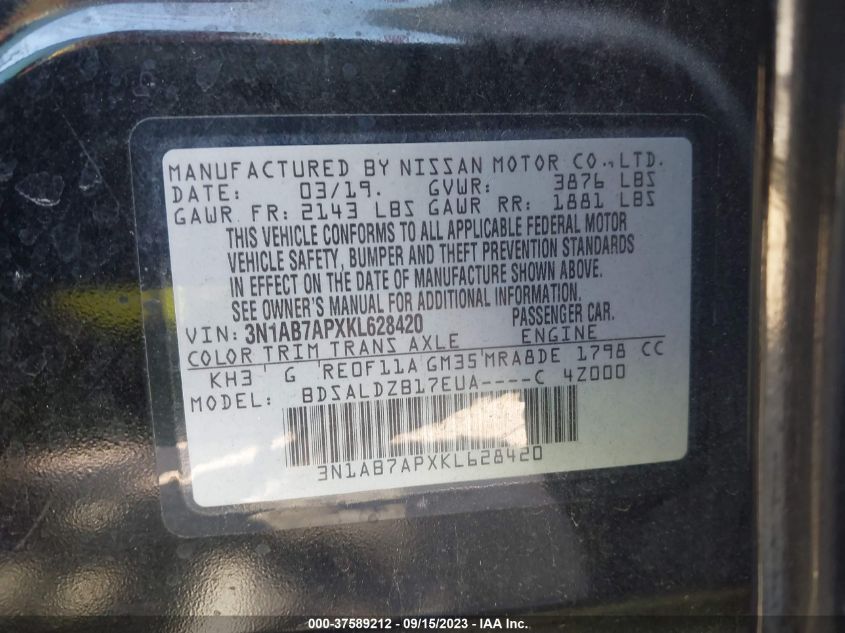 MANUFACTURED BY NISSAN MOTOR CO., LTD.
DATE: 03/19. GVWR: 3876 LBS
GAWR FR: 2143 LBS GAWR RR: 1881 LBS
THIS VEHICLE CONFORMS TO ALL APPLICABLE FEDERAL MOTOR
VEHICLE SAFETY, BUMPER AND THEFT PREVENTION STANDARDS
IN EFFECT ON THE DATE OF MANUFACTURE SHOWN ABOVE.
SEE OWNER'S MANUAL FOR ADDITIONAL INFORMATION.
VIN: 3N1AB7APXKL628420 PASSENGER CAR.
COLOR TRIM TRANS AXLE ENGINE
KH3 G RE0F11A GM35 MRA8DE 1798 CC
MODEL: BDSALDZB17EUA----C 4Z000
3N1AB7APXKL628420
000-37589212 - 09/15/2023 - IAA Inc.